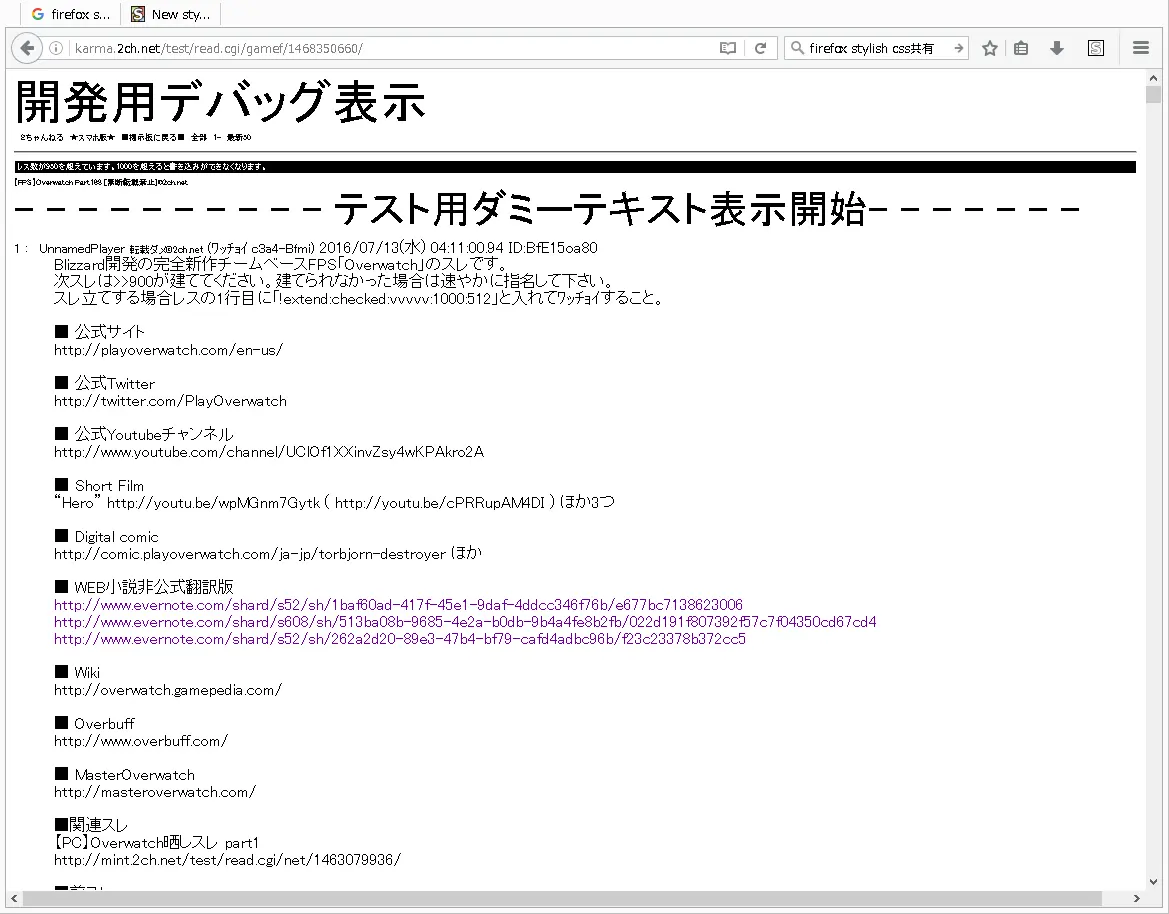 firefox s...
New sty...
karma.2ch.net/test/read.cgi/gamef/1468350660/
firefox stylish css共有
開発用デバッグ表示
2ちゃんねる ★スマホ版★ ■掲示板に戻る■ 全部 1- 最新50
レス数が950を超えています。1000を超えると書き込みができなくなります。
【FPS】Overwatch Part168 [無断転載禁止]©2ch.net
- - - - - - - - - - - テスト用ダミーテキスト表示開始- - - - - - -
1 : UnnamedPlayer 転載ダメ©2ch.net (ワッチョイ c3a4-Bfmi) 2016/07/13(水) 04:11:00.94 ID:BfE15oa80
Blizzard開発の完全新作チームベースFPS「Overwatch」のスレです。
次スレは>>900が建ててください。建てられなかった場合は速やかに指名して下さい。
スレ立てする場合レスの1行目に「!extend:checked:vvvvv:1000:512」と入れてワッチョイすること。
■ 公式サイト
http://playoverwatch.com/en-us/
■ 公式Twitter
http://twitter.com/PlayOverwatch
■ 公式Youtubeチャンネル
http://www.youtube.com/channel/UClOf1XXinvZsy4wKPAkro2A
■ Short Film
“Hero” http://youtu.be/wpMGnm7Gytk ( http://youtu.be/cPRRupAM4DI ) ほか3つ
■ Digital comic
http://comic.playoverwatch.com/ja-jp/torbjorn-destroyer ほか
■ WEB小説非公式翻訳版
http://www.evernote.com/shard/s52/sh/1baf60ad-417f-45e1-9daf-4ddcc346f76b/e677bc7138623006
http://www.evernote.com/shard/s608/sh/513ba08b-9685-4e2a-b0db-9b4a4fe8b2fb/022d191f807392f57c7f04350cd67cd4
http://www.evernote.com/shard/s52/sh/262a2d20-89e3-47b4-bf79-cafd4adbc96b/f23c23378b372cc5
■ Wiki
http://overwatch.gamepedia.com/
■ Overbuff
http://www.overbuff.com/
■ MasterOverwatch
http://masteroverwatch.com/
■関連スレ
【PC】Overwatch晒しスレ part1
http://mint.2ch.net/test/read.cgi/net/1463079936/